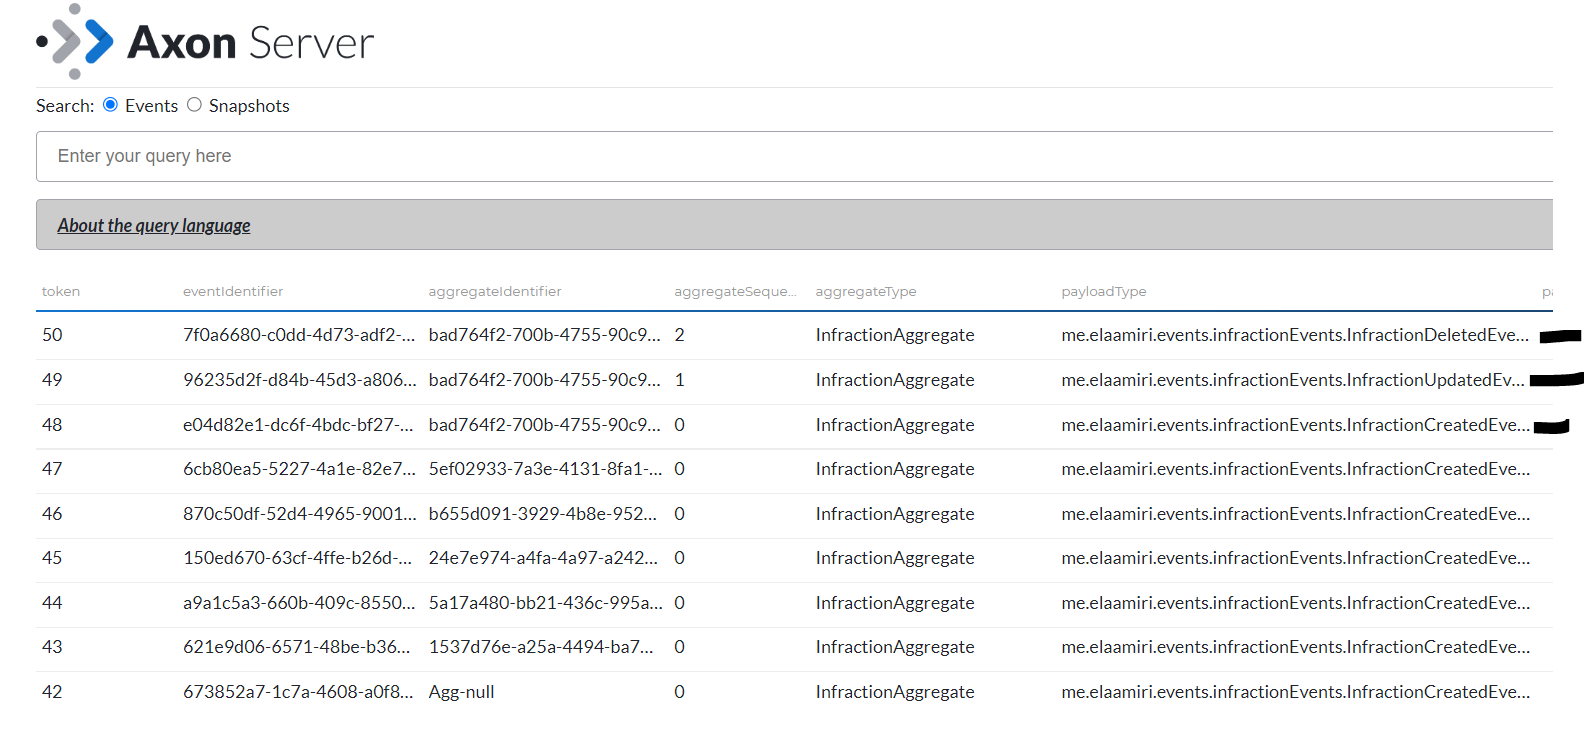 Axon Server
Search: Events Snapshots
Enter your query here
About the query language
token eventIdentifier aggregateIdentifier aggregateSeque... aggregateType payloadType pa
50 7f0a6680-c0dd-4d73-adf2-... bad764f2-700b-4755-90c9... 2 InfractionAggregate me.elaamiri.events.infractionEvents.InfractionDeletedEve...
49 96235d2f-d84b-45d3-a806... bad764f2-700b-4755-90c9... 1 InfractionAggregate me.elaamiri.events.infractionEvents.InfractionUpdatedEv...
48 e04d82e1-dc6f-4bdc-bf27-... bad764f2-700b-4755-90c9... 0 InfractionAggregate me.elaamiri.events.infractionEvents.InfractionCreatedEve...
47 6cb80ea5-5227-4a1e-82e7... 5ef02933-7a3e-4131-8fa1-... 0 InfractionAggregate me.elaamiri.events.infractionEvents.InfractionCreatedEve...
46 870c50df-52d4-4965-9001... b655d091-3929-4b8e-952... 0 InfractionAggregate me.elaamiri.events.infractionEvents.InfractionCreatedEve...
45 150ed670-63cf-4ffe-b26d-... 24e7e974-a4fa-4a97-a242... 0 InfractionAggregate me.elaamiri.events.infractionEvents.InfractionCreatedEve...
44 a9a1c5a3-660b-409c-8550... 5a17a480-bb21-436c-995a... 0 InfractionAggregate me.elaamiri.events.infractionEvents.InfractionCreatedEve...
43 621e9d06-6571-48be-b36... 1537d76e-a25a-4494-ba7... 0 InfractionAggregate me.elaamiri.events.infractionEvents.InfractionCreatedEve...
42 673852a7-1c7a-4608-a0f8... Agg-null 0 InfractionAggregate me.elaamiri.events.infractionEvents.InfractionCreatedEve...